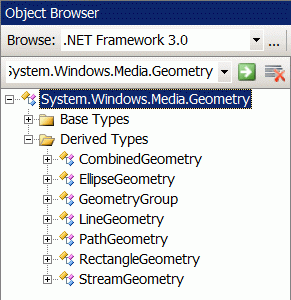 Object Browser
Browse: .NET Framework 3.0
System.Windows.Media.Geometry
System.Windows.Media.Geometry
Base Types
Derived Types
CombinedGeometry
EllipseGeometry
GeometryGroup
LineGeometry
PathGeometry
RectangleGeometry
StreamGeometry